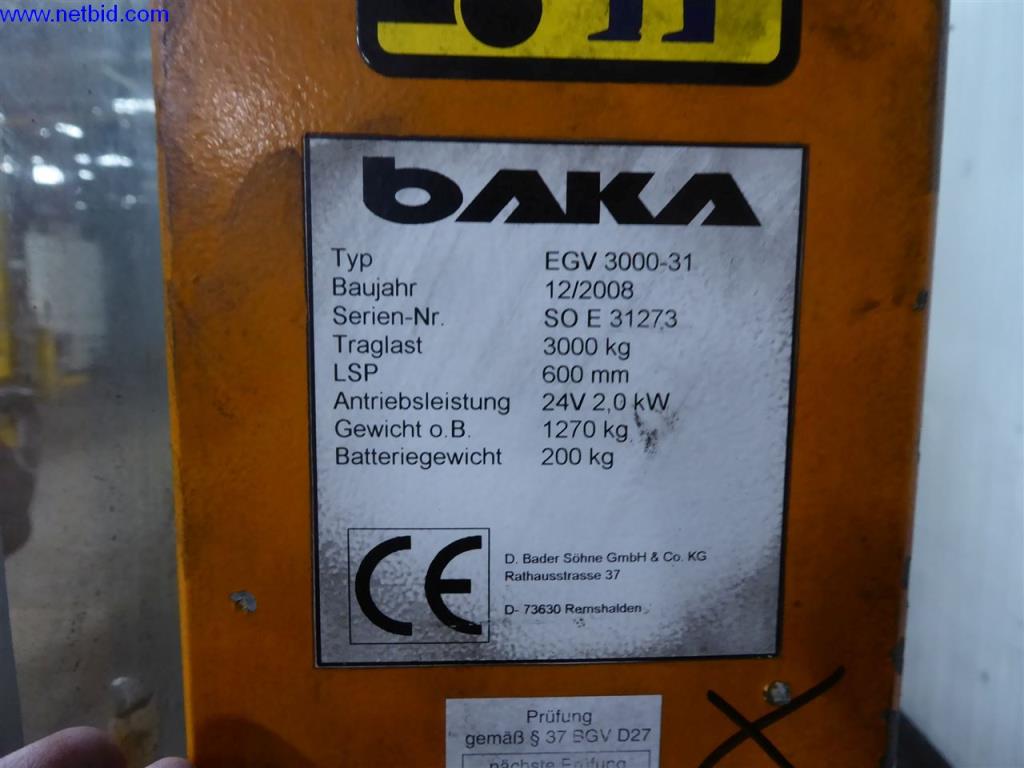 www.netbid.com
bAKA
Typ EGV 3000-31
Baujahr 12/2008
Serien-Nr. SO E 31273
Traglast 3000 kg
LSP 600 mm
Antriebsleistung 24V 2,0 kW
Gewicht o.B. 1270 kg
Batteriegewicht 200 kg
CE
D. Bader Söhne GmbH & Co. KG
Rathausstrasse 37
D- 73630 Remshalden
Prüfung
gemäß § 37 BGV D27
nächste Prüfung